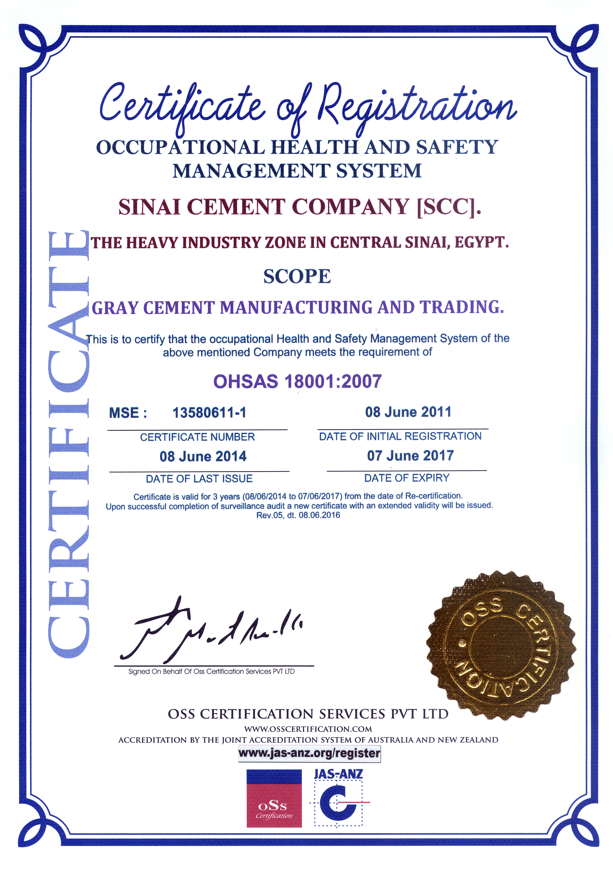 CERTIFICATE
Certificate of Registration
OCCUPATIONAL HEALTH AND SAFETY
MANAGEMENT SYSTEM
SINAI CEMENT COMPANY [SCC].
THE HEAVY INDUSTRY ZONE IN CENTRAL SINAI, EGYPT.
SCOPE
GRAY CEMENT MANUFACTURING AND TRADING.
This is to certify that the occupational Health and Safety Management System of the
above mentioned Company meets the requirement of
OHSAS 18001:2007
MSE : 13580611-1
CERTIFICATE NUMBER
08 June 2011
DATE OF INITIAL REGISTRATION
08 June 2014
DATE OF LAST ISSUE
07 June 2017
DATE OF EXPIRY
Certificate is valid for 3 years (08/06/2014 to 07/06/2017) from the date of Re-certification.
Upon successful completion of surveillance audit a new certificate with an extended validity will be issued.
Rev.05, dt. 08.06.2016
Signed On Behalf Of Oss Certification Services PVT LTD
OSS CERTIFICATION
OSS CERTIFICATION SERVICES PVT LTD
WWW.OSSCERTIFICATION.COM
ACCREDITATION BY THE JOINT ACCREDITATION SYSTEM OF AUSTRALIA AND NEW ZEALAND
www.jas-anz.org/register
oSs
Certification
JAS-ANZ